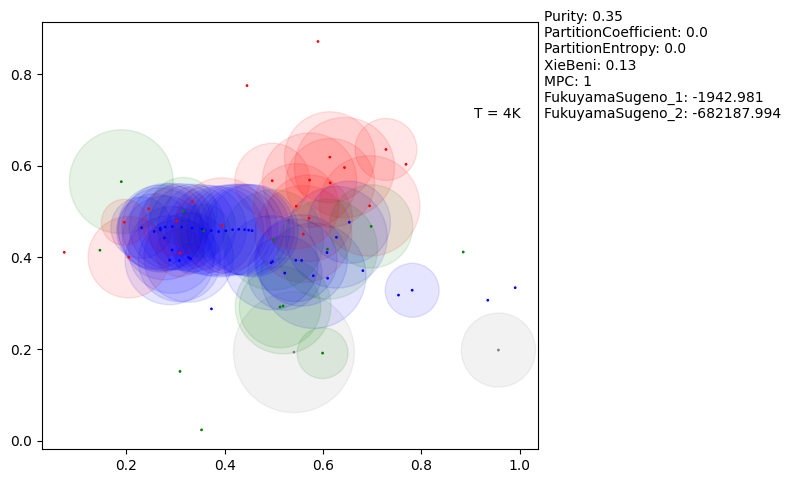 Purity: 0.35
PartitionCoefficient: 0.0
PartitionEntropy: 0.0
XieBeni: 0.13
MPC: 1
FukuyamaSugeno_1: -1942.981
FukuyamaSugeno_2: -682187.994
T = 4K
0.8
0.6
0.4
0.2
0.0
0.2 0.4 0.6 0.8 1.0